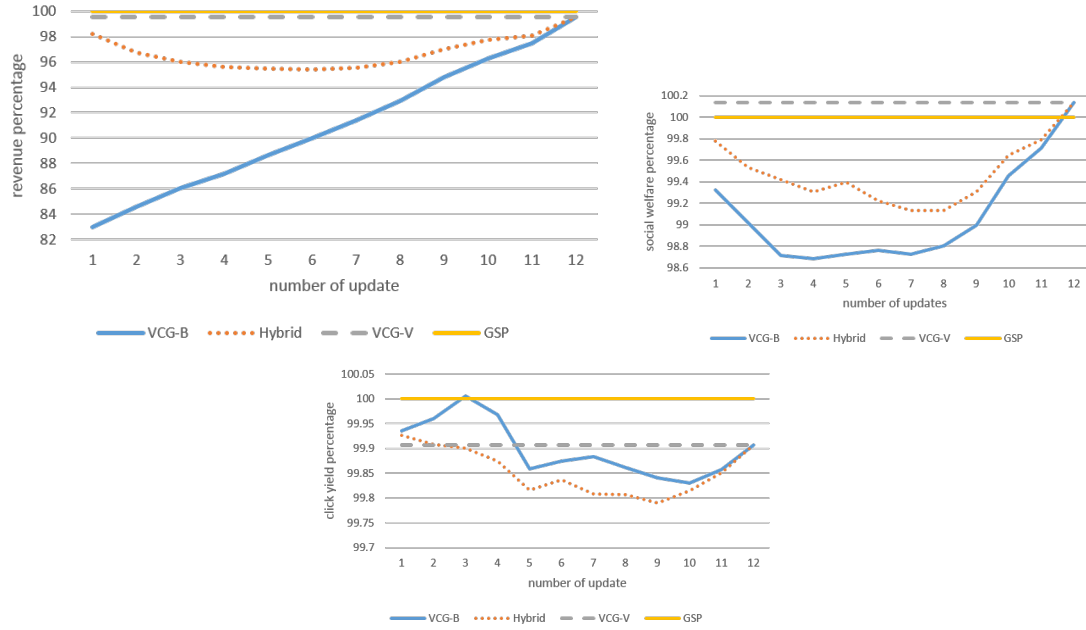 revenue percentage
100
98
96
94
92
90
88
86
84
82
1 2 3 4 5 6 7 8 9 10 11 12
number of update
VCG-B Hybrid VCG-V GSP
social welfare percentage
100.2
100
99.8
99.6
99.4
99.2
99
98.8
98.6
1 2 3 4 5 6 7 8 9 10 11 12
number of updates
VCG-B Hybrid VCG-V GSP
click yield percentage
100.05
100
99.95
99.9
99.85
99.8
99.75
99.7
1 2 3 4 5 6 7 8 9 10 11 12
number of update
VCG-B Hybrid VCG-V GSP